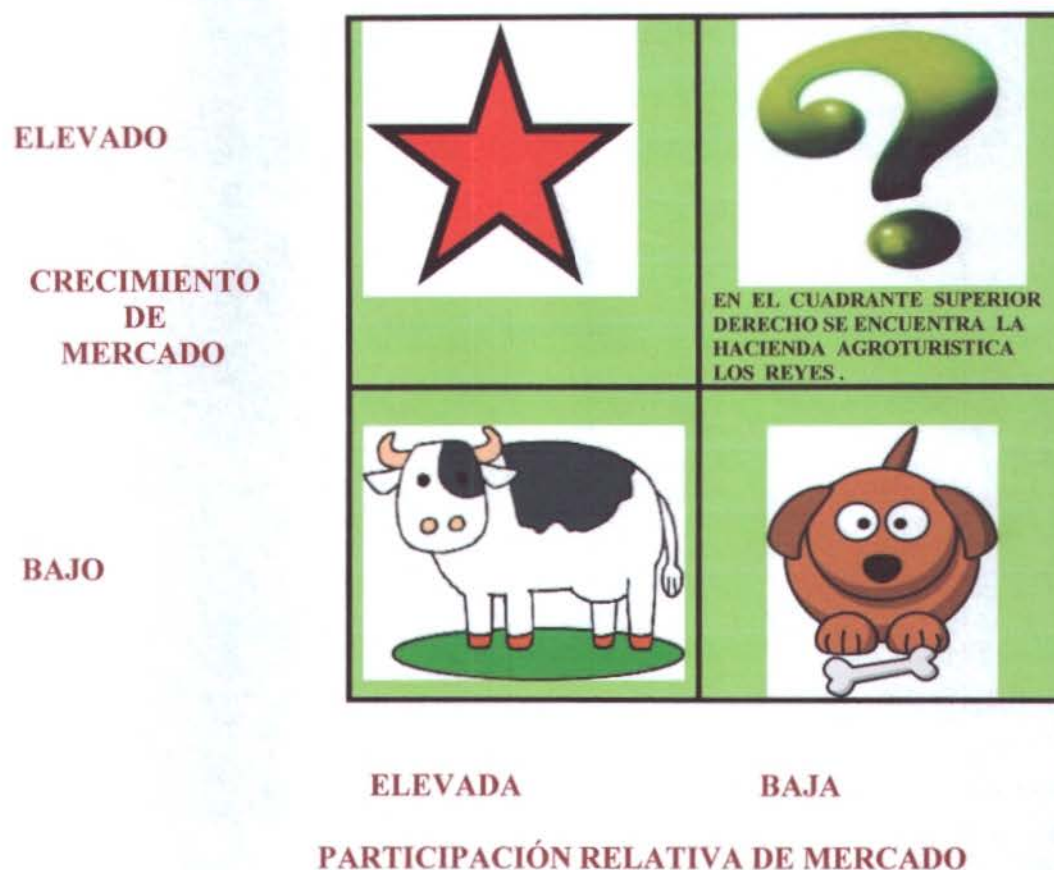 ELEVADO
CRECIMIENTO
DE
MERCADO
EN EL CUADRANTE SUPERIOR
DERECHO SE ENCUENTRA LA
HACIENDA AGROTURISTICA
LOS REYES .
BAJO
ELEVADA BAJA
PARTICIPACIÓN RELATIVA DE MERCADO